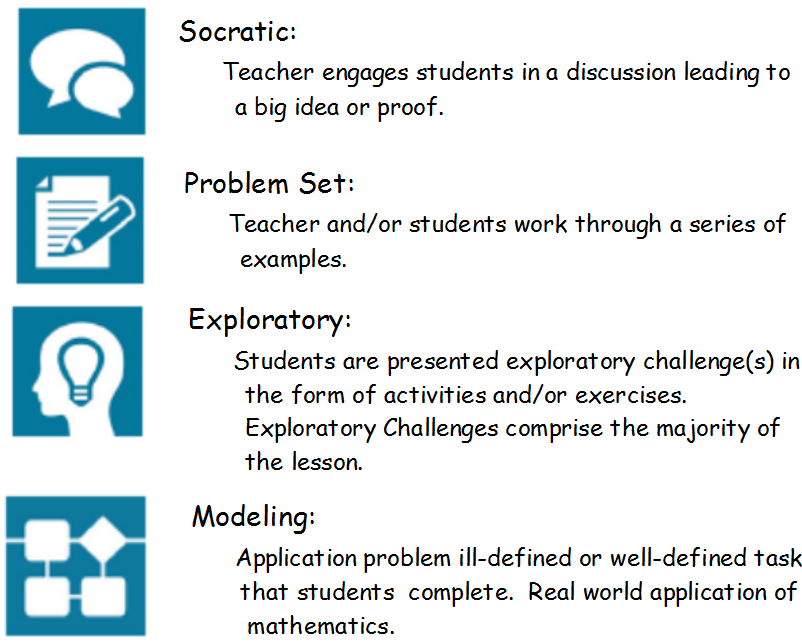 Socratic:
Teacher engages students in a discussion leading to
a big idea or proof.
Problem Set:
Teacher and/or students work through a series of
examples.
Exploratory:
Students are presented exploratory challenge(s) in
the form of activities and/or exercises.
Exploratory Challenges comprise the majority of
the lesson.
Modeling:
Application problem ill-defined or well-defined task
that students complete. Real world application of
mathematics.